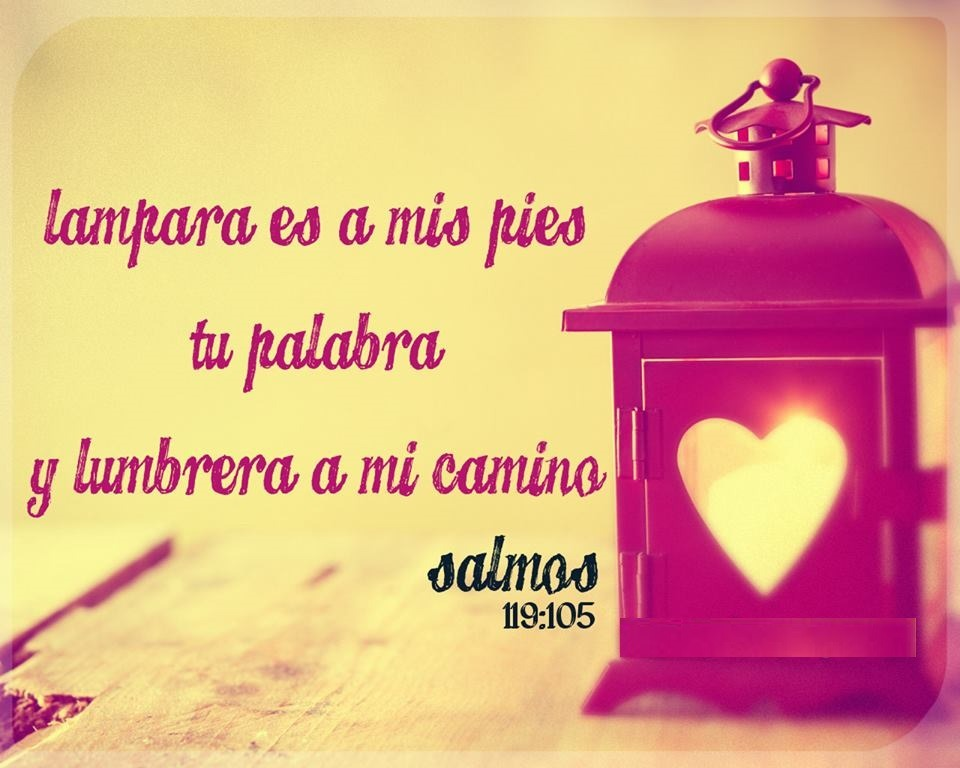 lampara es a mis pies
tu palabra
y lumbrera a mi camino
salmos
119:105